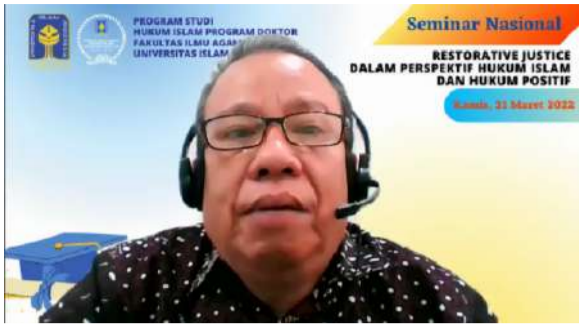 PROGRAM STUDI
HUKUM ISLAM PROGRAM DOKTOR
FAKULTAS ILMU AGAM
UNIVERSITAS ISLAM
Seminar Nasional
RESTORATIVE JUSTICE
DALAM PERSPEKTIF HUKUM ISLAM
DAN HUKUM POSITIF
Kamis, 31 Maret 2022